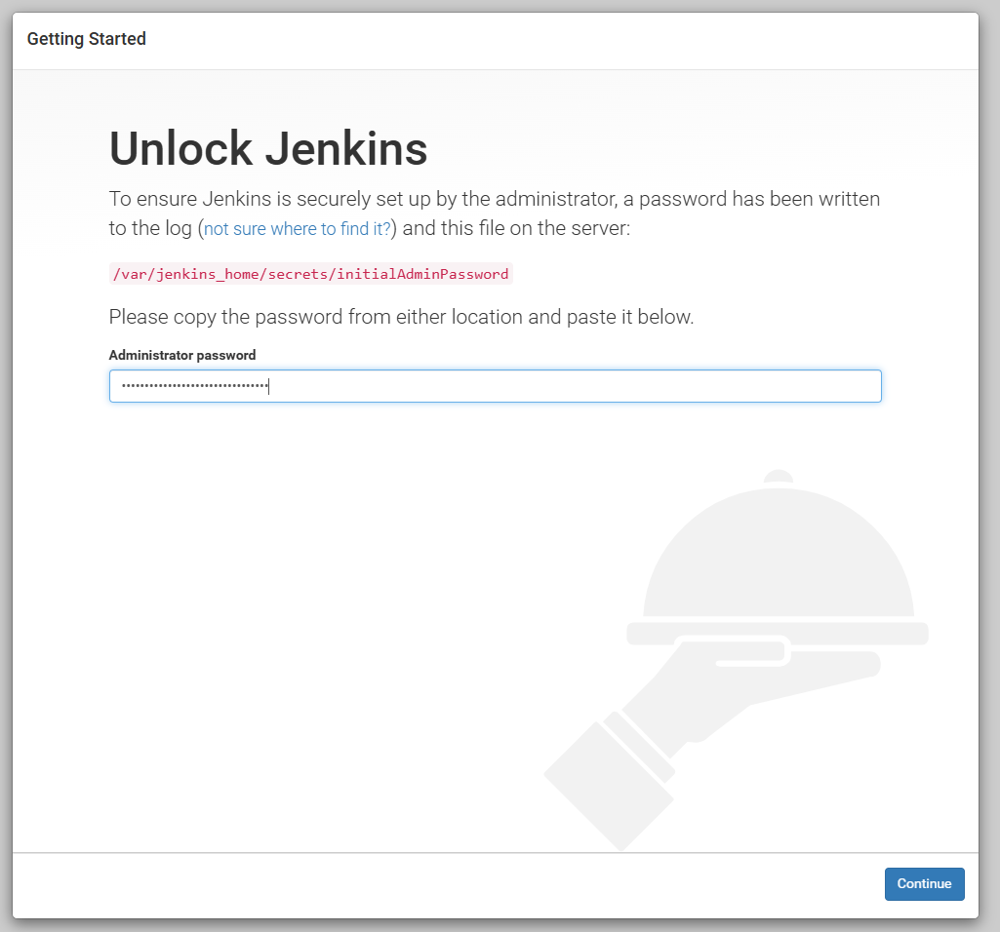 Getting Started
Unlock Jenkins
To ensure Jenkins is securely set up by the administrator, a password has been written
to the log (not sure where to find it?) and this file on the server:
/var/jenkins_home/secrets/initialAdminPassword
Please copy the password from either location and paste it below.
Administrator password
••••••••••••••••••••••••••••••••
Continue